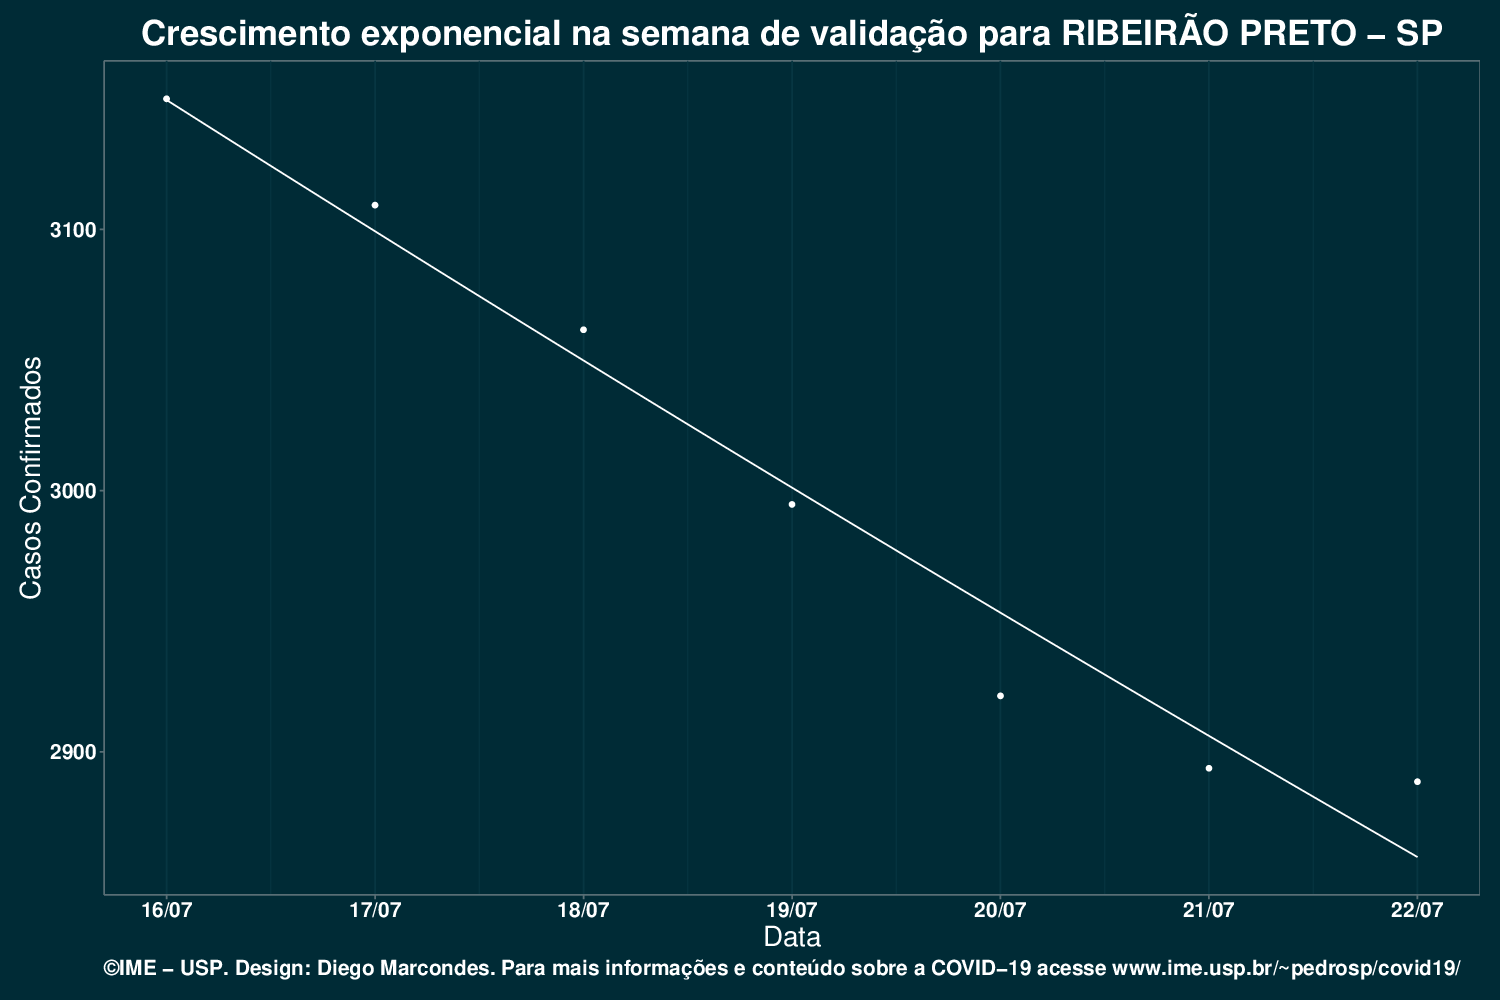 Crescimento exponencial na semana de validação para RIBEIRÃO PRETO − SP
Casos Confirmados
3100
3000
2900
16/07 17/07 18/07 19/07 20/07 21/07 22/07
Data
©IME − USP. Design: Diego Marcondes. Para mais informações e conteúdo sobre a COVID−19 acesse www.ime.usp.br/~pedrosp/covid19/